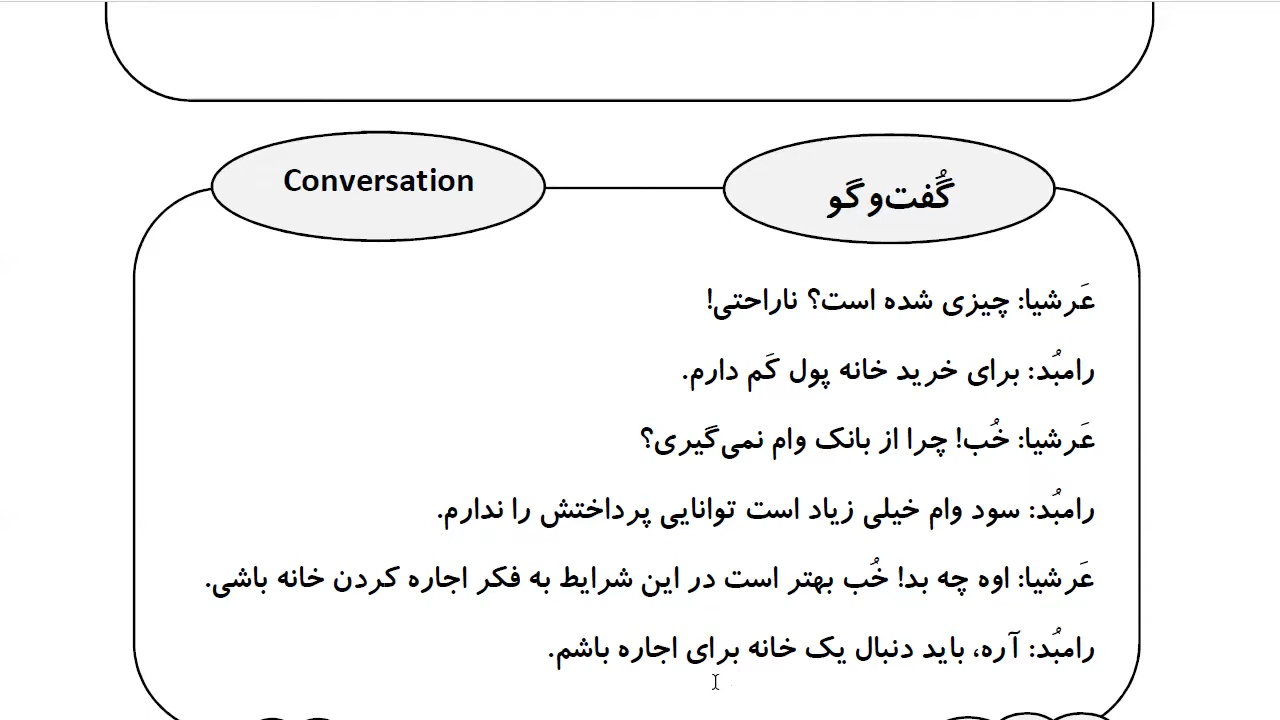 Conversation
گُفت‌و گو
عَرشیا: چیزی شده است؟ ناراحتی!
رامبُد: برای خرید خانه پول کَم دارم.
عَرشیا: خُب! چرا از بانک وام نمی‌گیری؟
رامبُد: سود وام خیلی زیاد است توانایی پرداختش را ندارم.
عَرشیا: اوه چه بد! خُب بهتر است در این شرایط به فکر اجاره کردن خانه باشی.
رامبُد: آره، باید دنبال یک خانه برای اجاره باشم.